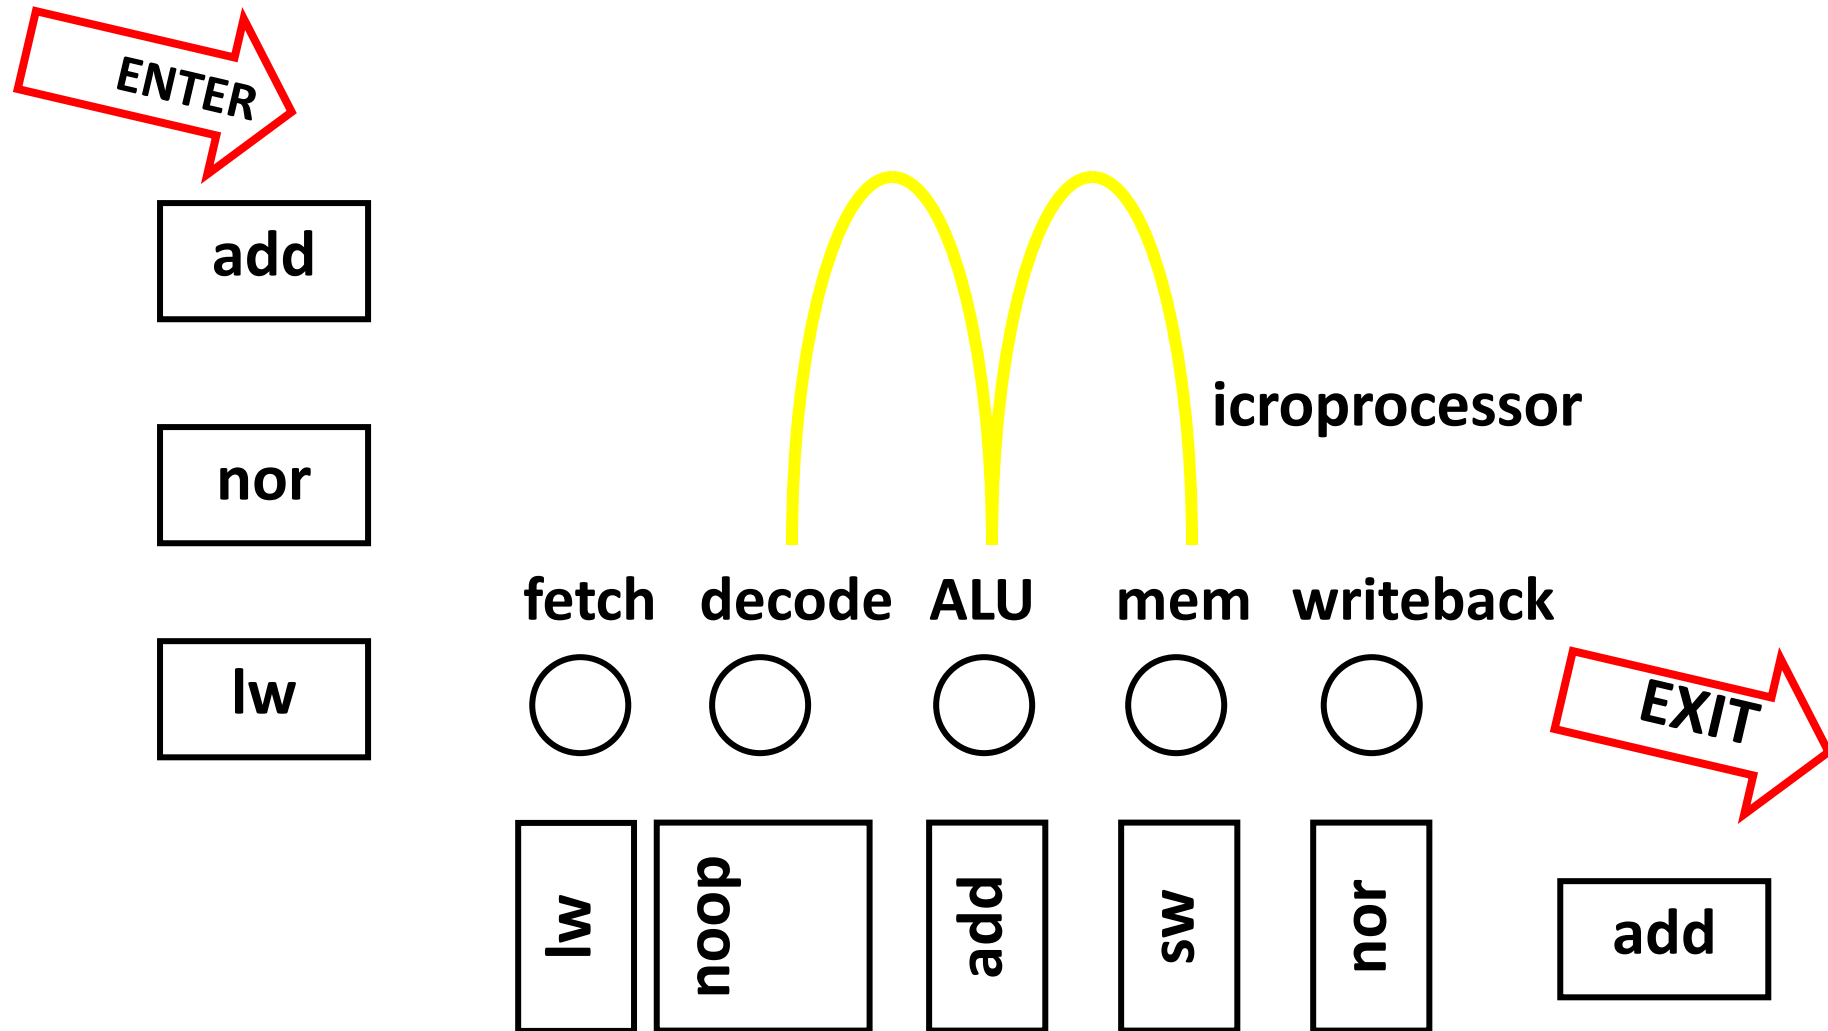 ENTER
add
nor
icroprocessor
fetch decode ALU mem writeback
lw
EXIT
lw noop add sw nor add